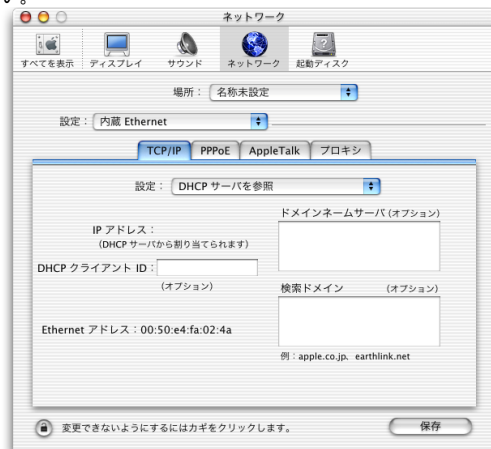 い。
ネットワーク
すべてを表示 ディスプレイ サウンド ネットワーク 起動ディスク
場所： 名称未設定
設定： 内蔵 Ethernet
TCP/IP PPPoE AppleTalk プロキシ
設定： DHCP サーバを参照
ドメインネームサーバ (オプション)
IP アドレス：
(DHCP サーバから割り当てられます)
DHCP クライアント ID：
(オプション)
検索ドメイン (オプション)
Ethernet アドレス：00:50:e4:fa:02:4a
例：apple.co.jp、earthlink.net
変更できないようにするにはカギをクリックします。
保存